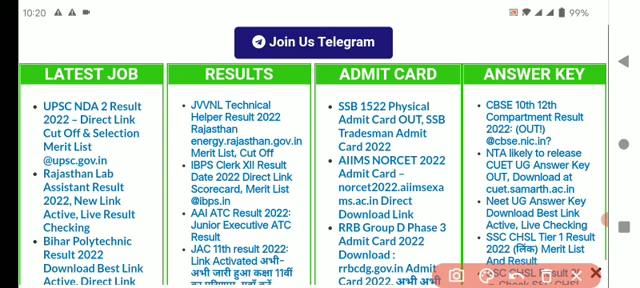 10:20
99%
Join Us Telegram
LATEST JOB
UPSC NDA 2 Result
2022 – Direct Link
Cut Off & Selection
Merit List
@upsc.gov.in
Rajasthan Lab
Assistant Result
2022, New Link
Active, Live Result
Checking
Bihar Polytechnic
Result 2022
Download Best Link
Active, Direct Link
RESULTS
JVVNL Technical
Helper Result 2022
Rajasthan
energy.rajasthan.gov.in
Merit List, Cut Off
IBPS Clerk XII Result
Date 2022 Direct Link
Scorecard, Merit List
@ibps.in
AAI ATC Result 2022:
Junior Executive ATC
Result
JAC 11th result 2022:
Link Activated अभी-
अभी जारी हुआ कक्षा 11वीं
ADMIT CARD
SSB 1522 Physical
Admit Card OUT, SSB
Tradesman Admit
Card 2022
AIIMS NORCET 2022
Admit Card –
norcet2022.aiimsexa
ms.ac.in Direct
Download Link
RRB Group D Phase 3
Admit Card 2022
Download :
rrbcdg.gov.in Admit
Card 2022, अभी अभी
ANSWER KEY
CBSE 10th 12th
Compartment Result
2022: (OUT!)
@cbse.nic.in?
NTA likely to release
CUET UG Answer Key
OUT, Download at
cuet.samarth.ac.in
Neet UG Answer Key
Download Best Link
Active, Live Checking
SSC CHSL Tier 1 Result
2022 (लिंक) Merit List
And Result